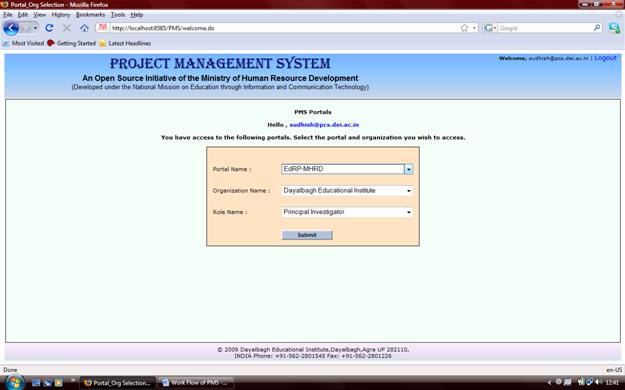 Portal_Org Selection - Mozilla Firefox
File Edit View History Bookmarks Tools Help
http://localhost:8585/PMS/welcome.do
Google
Most Visited Getting Started Latest Headlines
PROJECT MANAGEMENT SYSTEM
Welcome, sudhish@pcs.dei.ac.in | Logout
An Open Source Initiative of the Ministry of Human Resource Development
(Developed under the National Mission on Education through Information and Communication Technology)
PMS Portals
Hello , sudhish@pcs.dei.ac.in
You have access to the following portals. Select the portal and organization you wish to access.
Portal Name : EdRP-MHRD
Organization Name : Dayalbagh Educational Institute
Role Name : Principal Investigator
Submit
© 2009 Dayalbagh Educational Institute,Dayalbagh,Agra UP 282110,
INDIA Phone: +91-562-2801545 Fax: +91-562-2801226
Done
en-US
Portal_Org Selection... Work Flow of PMS -...
12:41